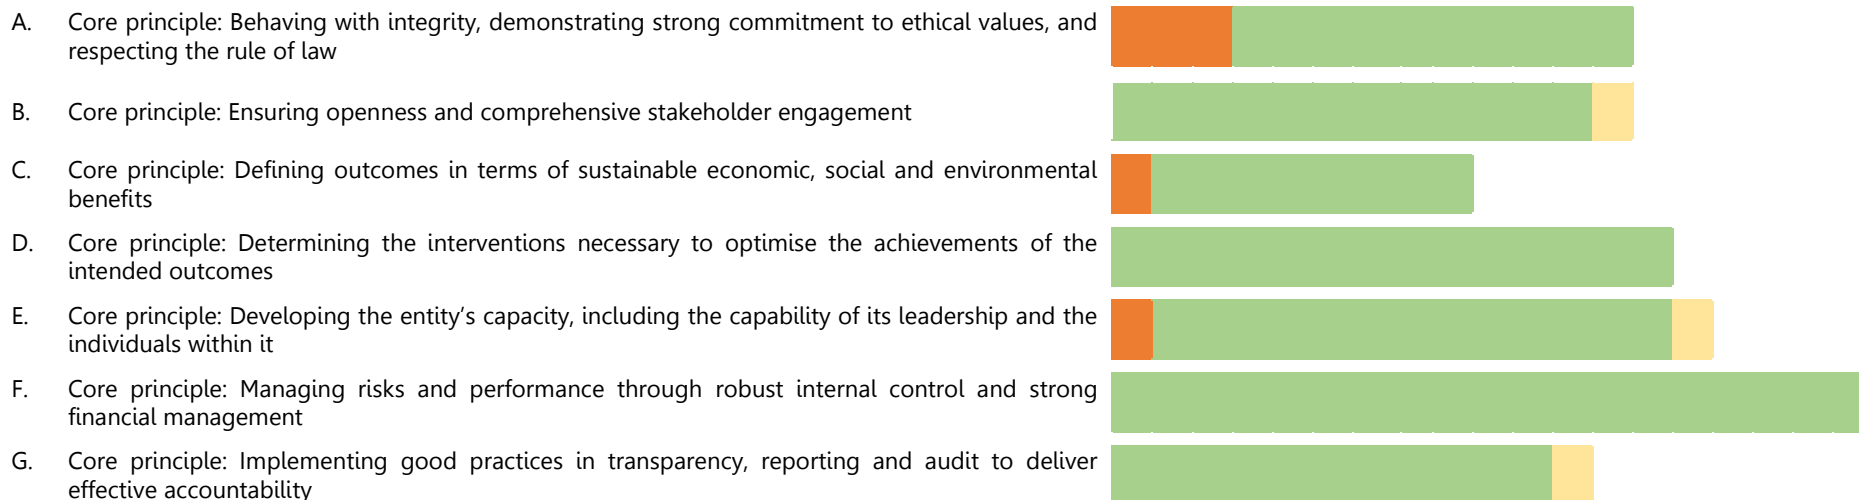 A. Core principle: Behaving with integrity, demonstrating strong commitment to ethical values, and
respecting the rule of law
B. Core principle: Ensuring openness and comprehensive stakeholder engagement
C. Core principle: Defining outcomes in terms of sustainable economic, social and environmental
benefits
D. Core principle: Determining the interventions necessary to optimise the achievements of the
intended outcomes
E. Core principle: Developing the entity’s capacity, including the capability of its leadership and the
individuals within it
F. Core principle: Managing risks and performance through robust internal control and strong
financial management
G. Core principle: Implementing good practices in transparency, reporting and audit to deliver
effective accountability